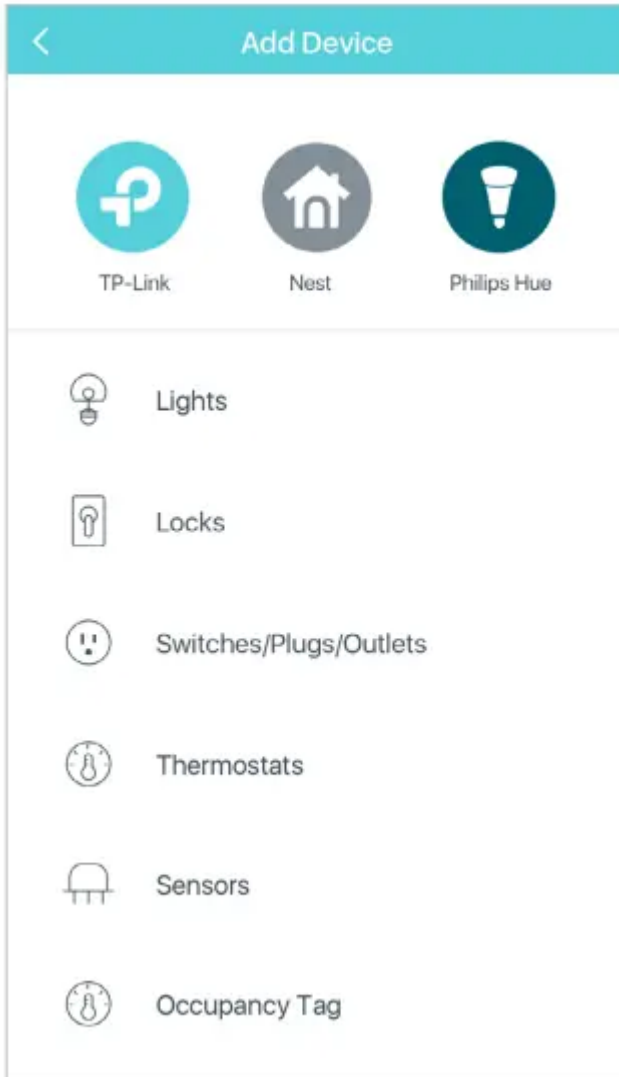 Add Device
TP-Link
Nest
Philips Hue
Lights
Locks
Switches/Plugs/Outlets
Thermostats
Sensors
Occupancy Tag